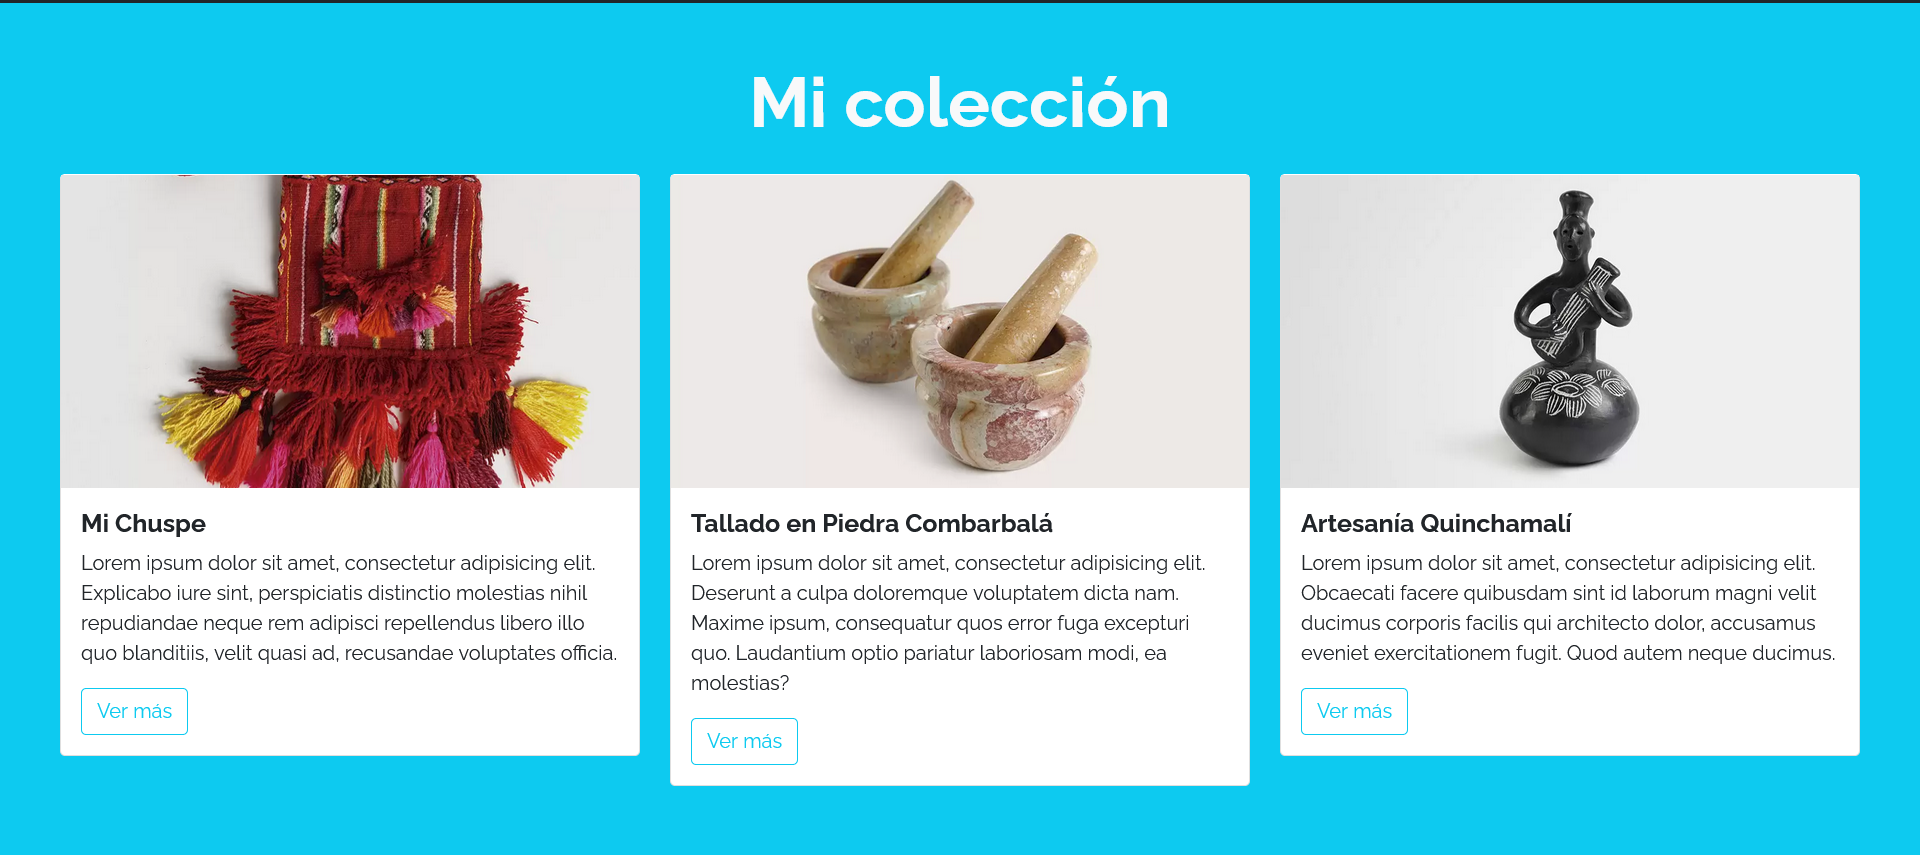 Mi colección
Mi Chuspe
Lorem ipsum dolor sit amet, consectetur adipisicing elit.
Explicabo iure sint, perspiciatis distinctio molestias nihil
repudiandae neque rem adipisci repellendus libero illo
quo blanditiis, velit quasi ad, recusandae voluptates officia.
Ver más
Tallado en Piedra Combarbalá
Lorem ipsum dolor sit amet, consectetur adipisicing elit.
Deserunt a culpa doloremque voluptatem dicta nam.
Maxime ipsum, consequatur quos error fuga excepturi
quo. Laudantium optio pariatur laboriosam modi, ea
molestias?
Ver más
Artesanía Quinchamalí
Lorem ipsum dolor sit amet, consectetur adipisicing elit.
Obcaecati facere quibusdam sint id laborum magni velit
ducimus corporis facilis qui architecto dolor, accusamus
eveniet exercitationem fugit. Quod autem neque ducimus.
Ver más